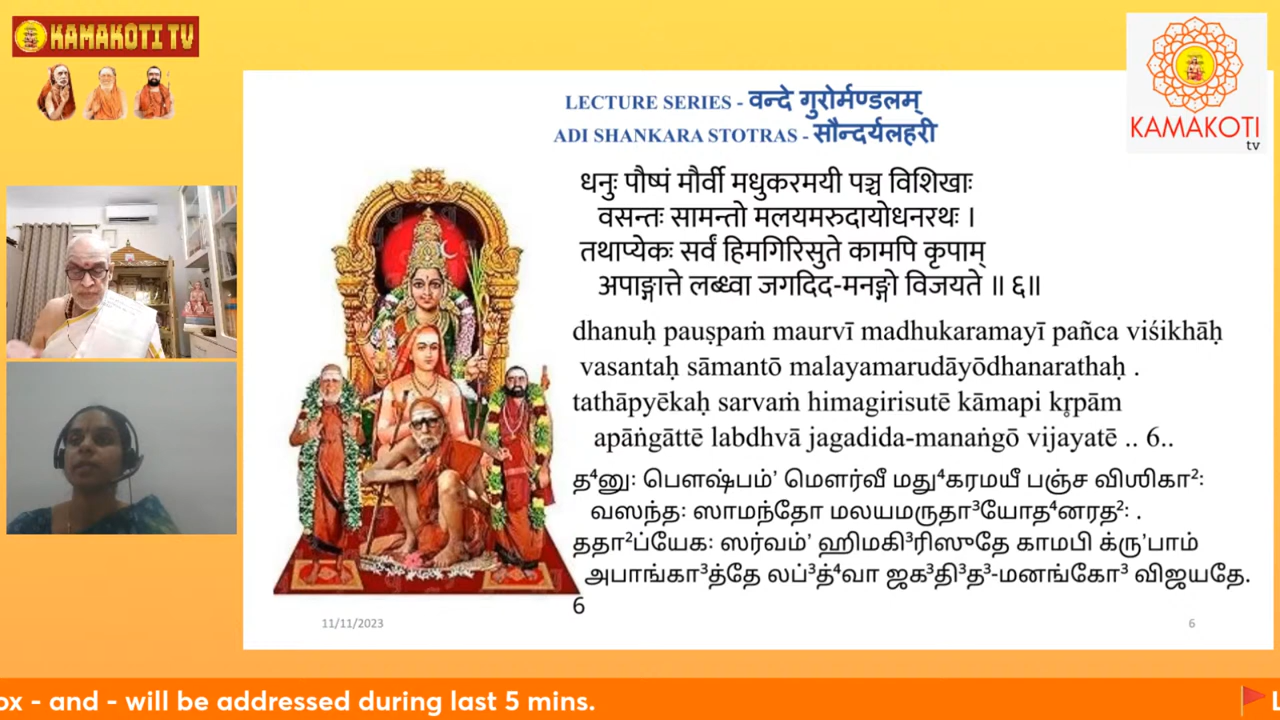 KAMAKOTI TV
KAMAKOTI
tv
LECTURE SERIES - वन्दे गुरोर्मण्डलम्
ADI SHANKARA STOTRAS - सौन्दर्यलहरी
धनुः पौष्पं मौर्वी मधुकरमयी पञ्च विशिखाः
वसन्तः सामन्तो मलयमरुदायोधनरथः ।
तथाप्येकः सर्वं हिमगिरिसुते कामपि कृपाम्
अपाङ्गात्ते लब्ध्वा जगदिद-मनङ्गो विजयते ॥ ६॥
dhanuḥ pauṣpaṁ maurvī madhukaramayī pañca viśikhāḥ
vasantaḥ sāmantō malayamarudāyōdhanarathaḥ .
tathāpyēkaḥ sarvaṁ himagirisutē kāmapi kr̥pām
apāṅgāttē labdhvā jagadida-manaṅgō vijayatē .. 6..
த⁴னு꞉ பௌஷ்பம்ʼ மௌர்வீ மது⁴கரமயீ பஞ்ச விஶிகா²꞉
வஸந்த꞉ ஸாமந்தோ மலயமருதா³யோத⁴னரத²꞉ .
ததா²ப்யேக꞉ ஸர்வம்ʼ ஹிமகி³ரிஸுதே காமபி க்ருʼபாம்
அபாங்கா³த்தே லப்³த்⁴வா ஜக³தி³த³-மனங்கோ³ விஜயதே.
6
11/11/2023
6
ox - and - will be addressed during last 5 mins.
L